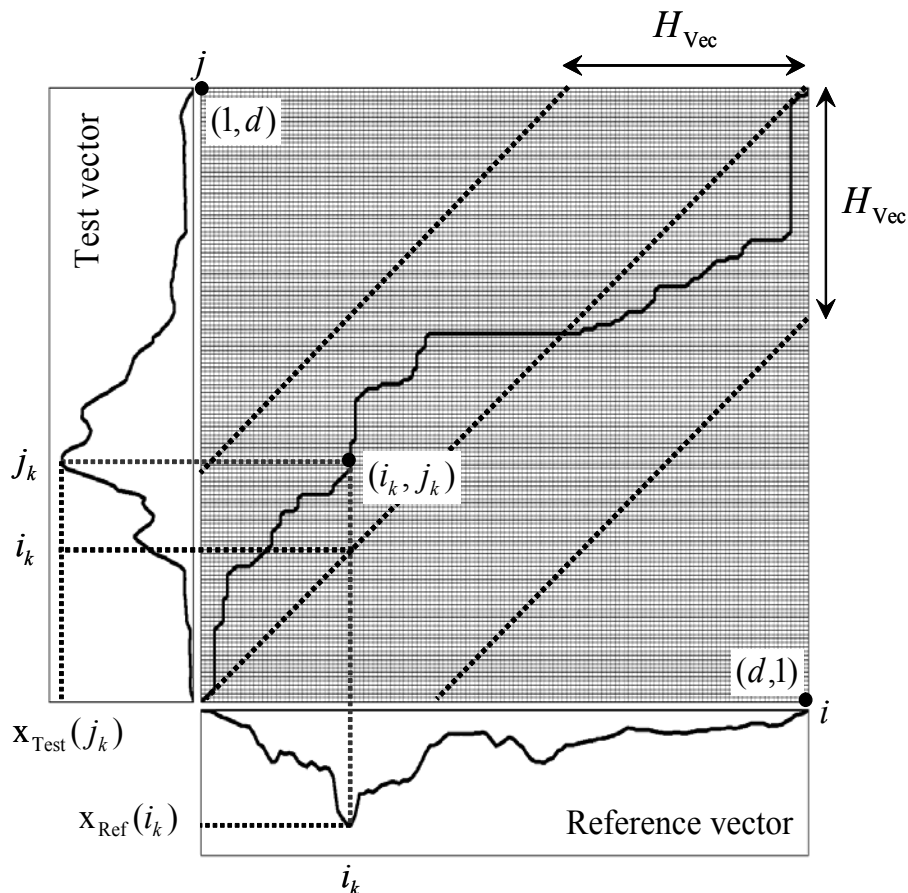 H_Vec
j
(1, d)
Test vector
H_Vec
j_k
(i_k, j_k)
i_k
(d,1)
i
x_Test(j_k)
x_Ref(i_k)
Reference vector
i_k